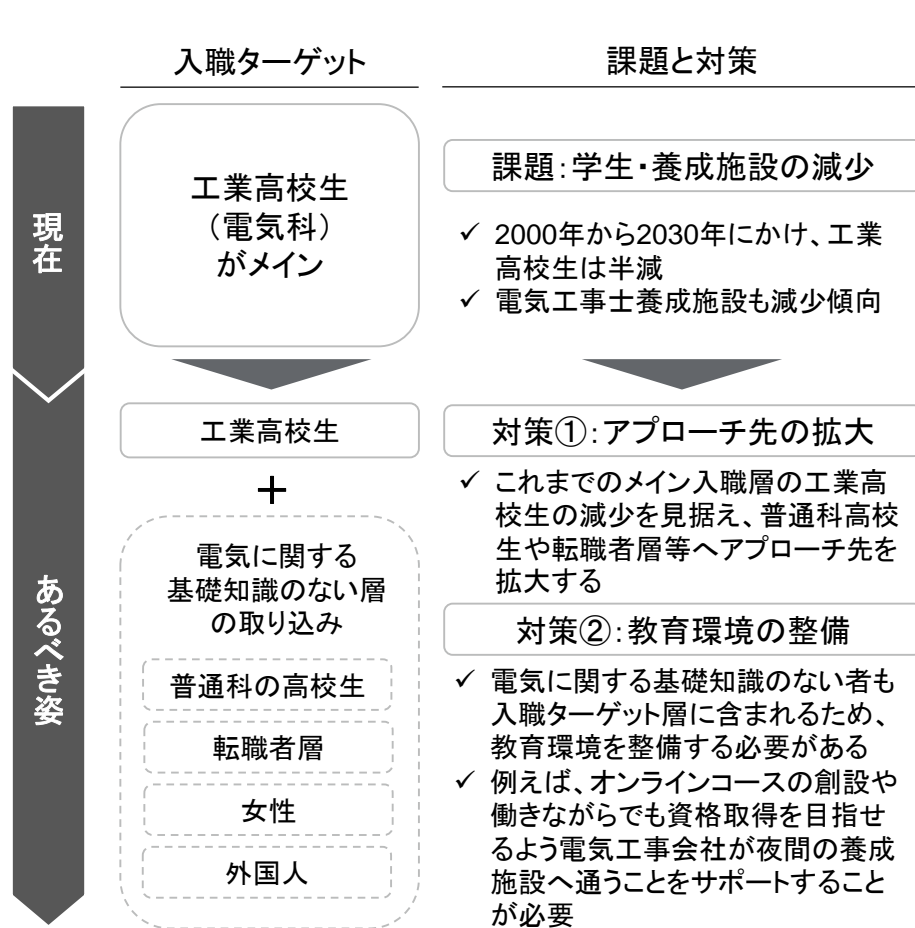 入職ターゲット
課題と対策
現在
工業高校生
（電気科）
がメイン
課題：学生・養成施設の減少
✓ 2000年から2030年にかけ、工業
高校生は半減
✓ 電気工事士養成施設も減少傾向
あるべき姿
工業高校生
＋
電気に関する
基礎知識のない層
の取り込み
普通科の高校生
転職者層
女性
外国人
対策①：アプローチ先の拡大
✓ これまでのメイン入職層の工業高
校生の減少を見据え、普通科高校
生や転職者層等へアプローチ先を
拡大する
対策②：教育環境の整備
✓ 電気に関する基礎知識のない者も
入職ターゲット層に含まれるため、
教育環境を整備する必要がある
✓ 例えば、オンラインコースの創設や
働きながらでも資格取得を目指せ
るよう電気工事会社が夜間の養成
施設へ通うことをサポートすること
が必要